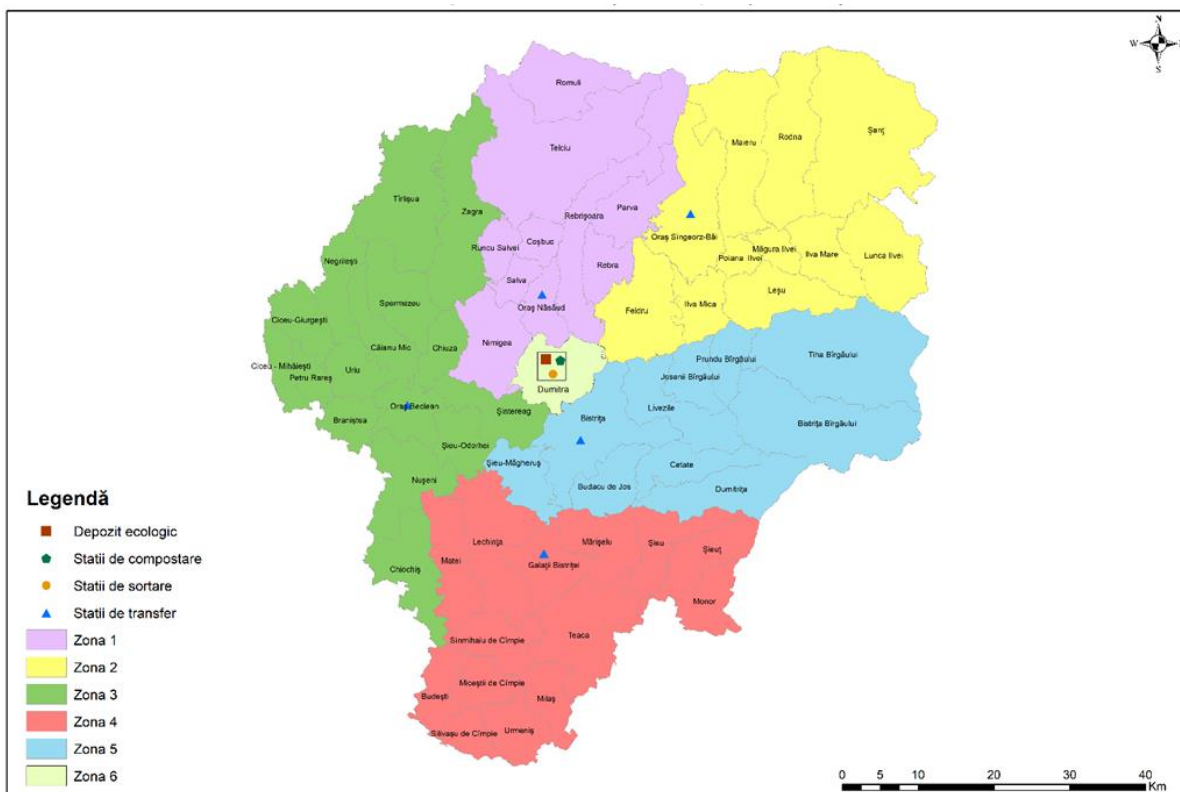 N
W
S
Romuli
Telciu
Maieru
Rodna
Şanţ
Tîrlişua
Zagra
Rebrişoara
Parva
Runcu Salvei
Coşbuc
Rebra
Oraş Sîngeorz-Băi
Poiana Ilvei
Măgura Ilvei
Ilva Mare
Lunca Ilvei
Negrileşti
Salva
Oraş Năsăud
Spermezeu
Feldru
Ilva Mica
Leşu
Ciceu-Giurgeşti
Căianu Mic
Chiuza
Nimigea
Ciceu - Mihăieşti
Petru Rareş
Uriu
Dumitra
Prundu Bîrgăului
Tiha Bîrgăului
Josenii Bîrgăului
Braniştea
Oraş Beclean
Şintereag
Bistriţa
Livezile
Bistriţa Bîrgăului
Şieu-Odorhei
Şieu-Măgheruş
Cetate
Nuşeni
Budacu de Jos
Dumitriţa
Lechinţa
Mărişelu
Şieu
Şieuţ
Chiochiş
Matei
Galaţii Bistriţei
Monor
Sînmihaiu de Cîmpie
Teaca
Budeşti
Miceştii de Cîmpie
Milaş
Silivaşu de Cîmpie
Urmeniş
Legendă
Depozit ecologic
Statii de compostare
Statii de sortare
Statii de transfer
Zona 1
Zona 2
Zona 3
Zona 4
Zona 5
Zona 6
0 5 10 20 30 40
Km